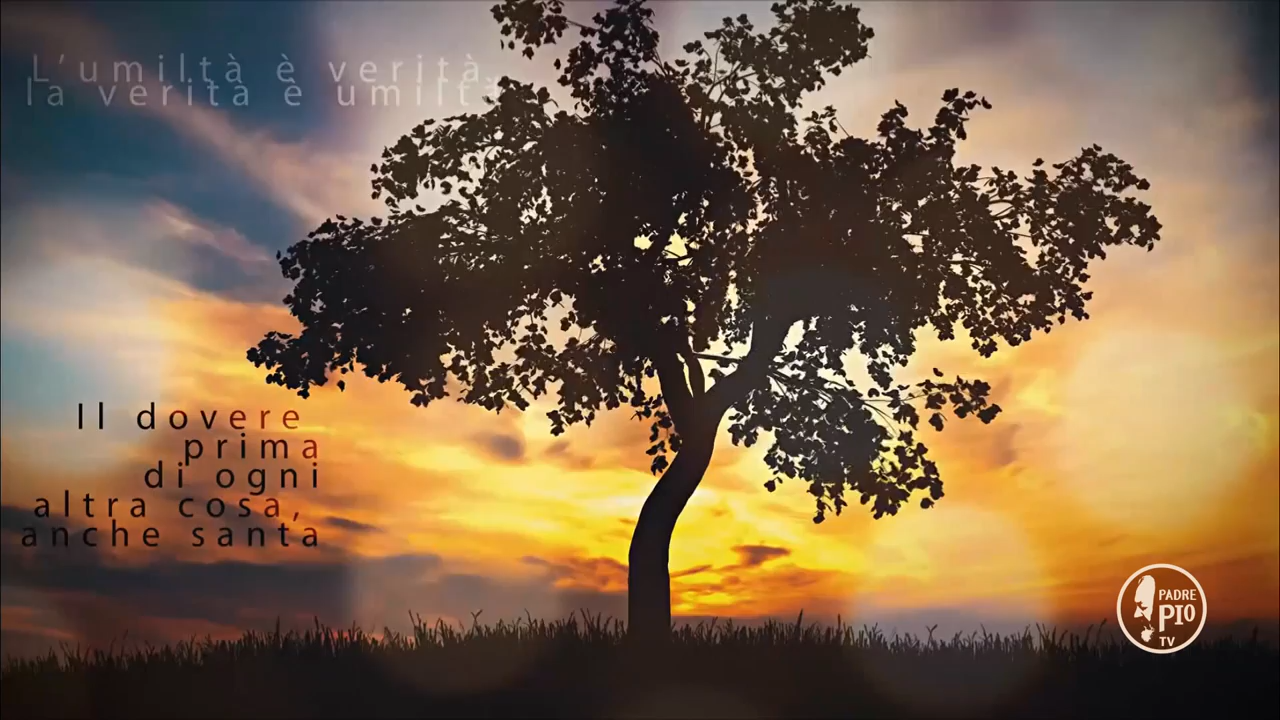 L'umiltà è verità,
la verità è umiltà
Il dovere
prima
di ogni
altra cosa,
anche santa
PADRE
PIO
TV